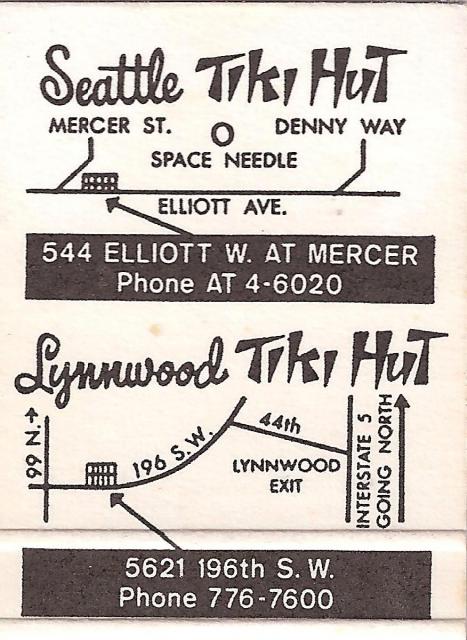 Seattle Tiki Hut
MERCER ST.
DENNY WAY
SPACE NEEDLE
ELLIOTT AVE.
544 ELLIOTT W. AT MERCER
Phone AT 4-6020
Lynnwood Tiki Hut
99 N.
196 S.W.
44th
LYNNWOOD
EXIT
INTERSTATE 5
GOING NORTH
5621 196th S. W.
Phone 776-7600